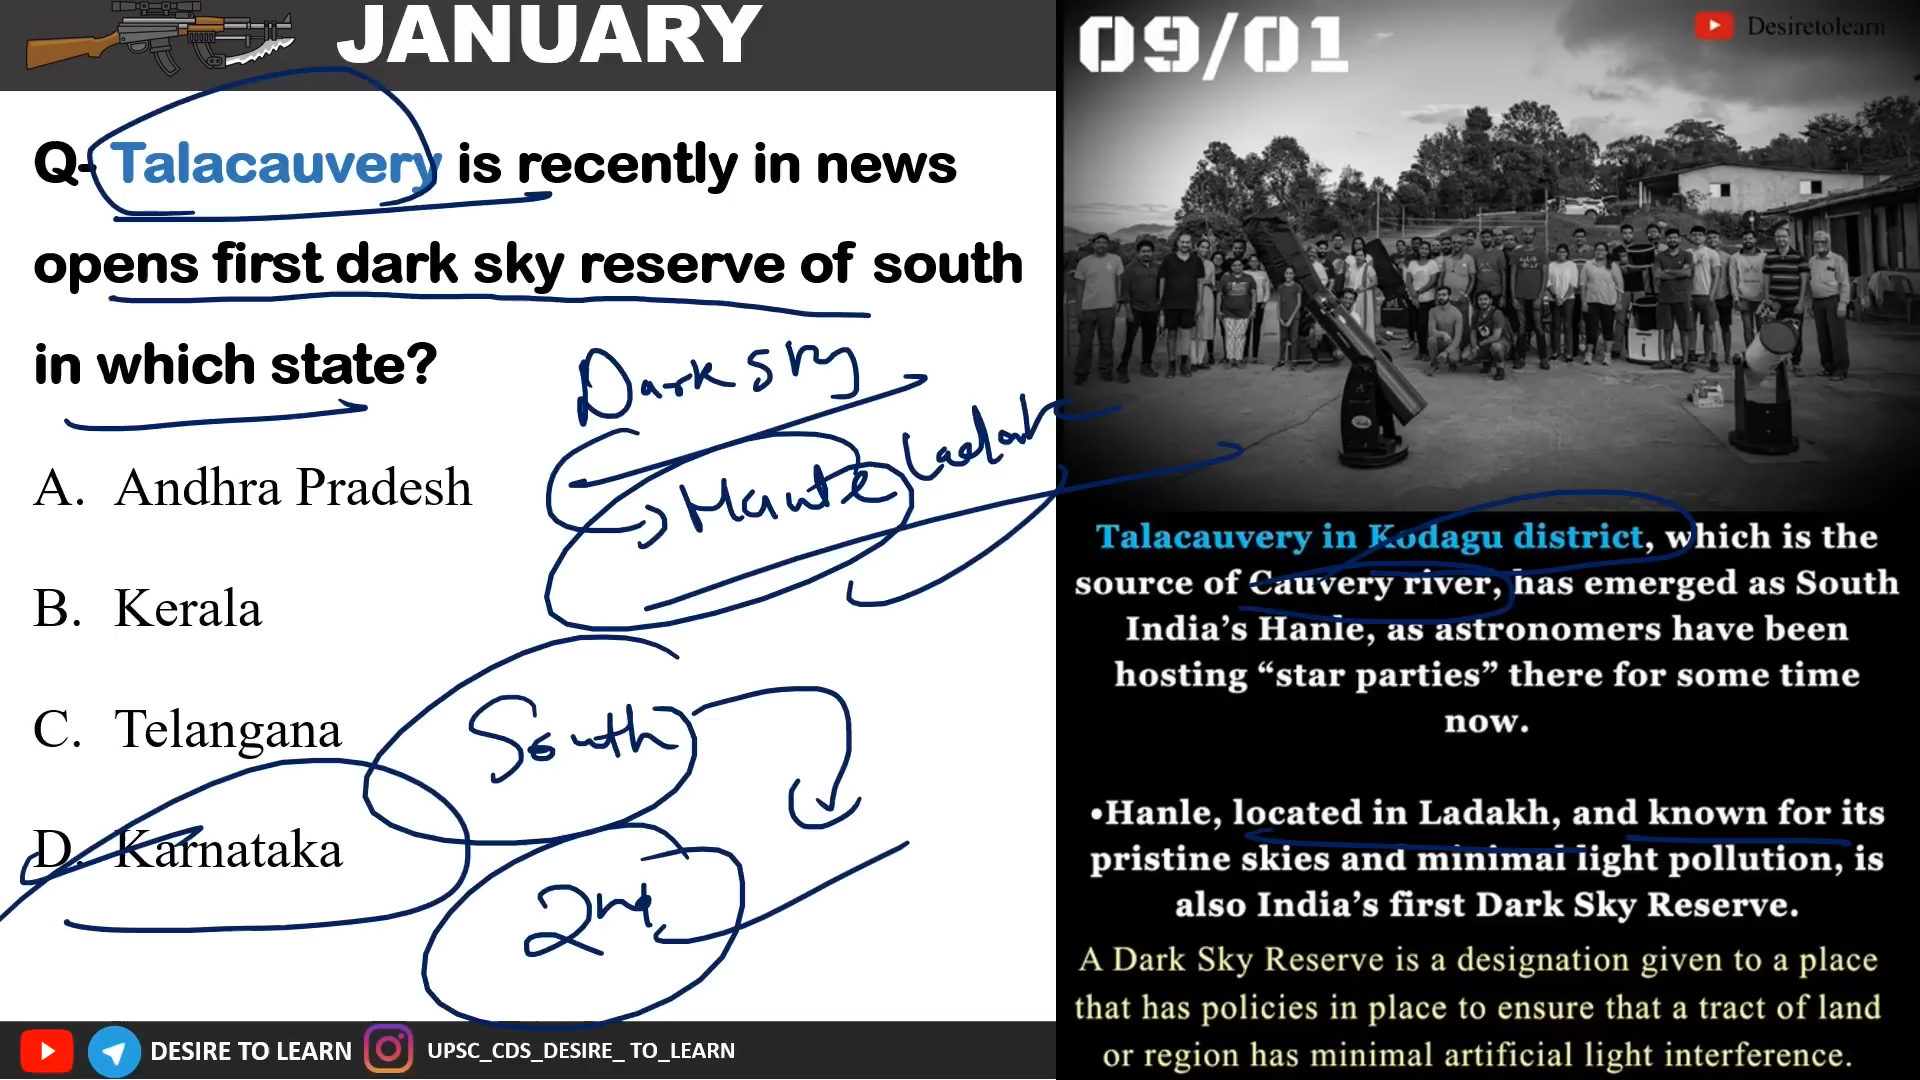 JANUARY
Q- Talacauvery is recently in news
opens first dark sky reserve of south
in which state?
Dark sky
Ladakh
A. Andhra Pradesh
B. Kerala
C. Telangana
South
D. Karnataka
2nd
DESIRE TO LEARN
UPSC_CDS_DESIRE_ TO_LEARN
09/01
Desiretolearn
Talacauvery in Kodagu district, which is the
source of Cauvery river, has emerged as South
India's Hanle, as astronomers have been
hosting “star parties” there for some time
now.
•Hanle, located in Ladakh, and known for its
pristine skies and minimal light pollution, is
also India's first Dark Sky Reserve.
A Dark Sky Reserve is a designation given to a place
that has policies in place to ensure that a tract of land
or region has minimal artificial light interference.